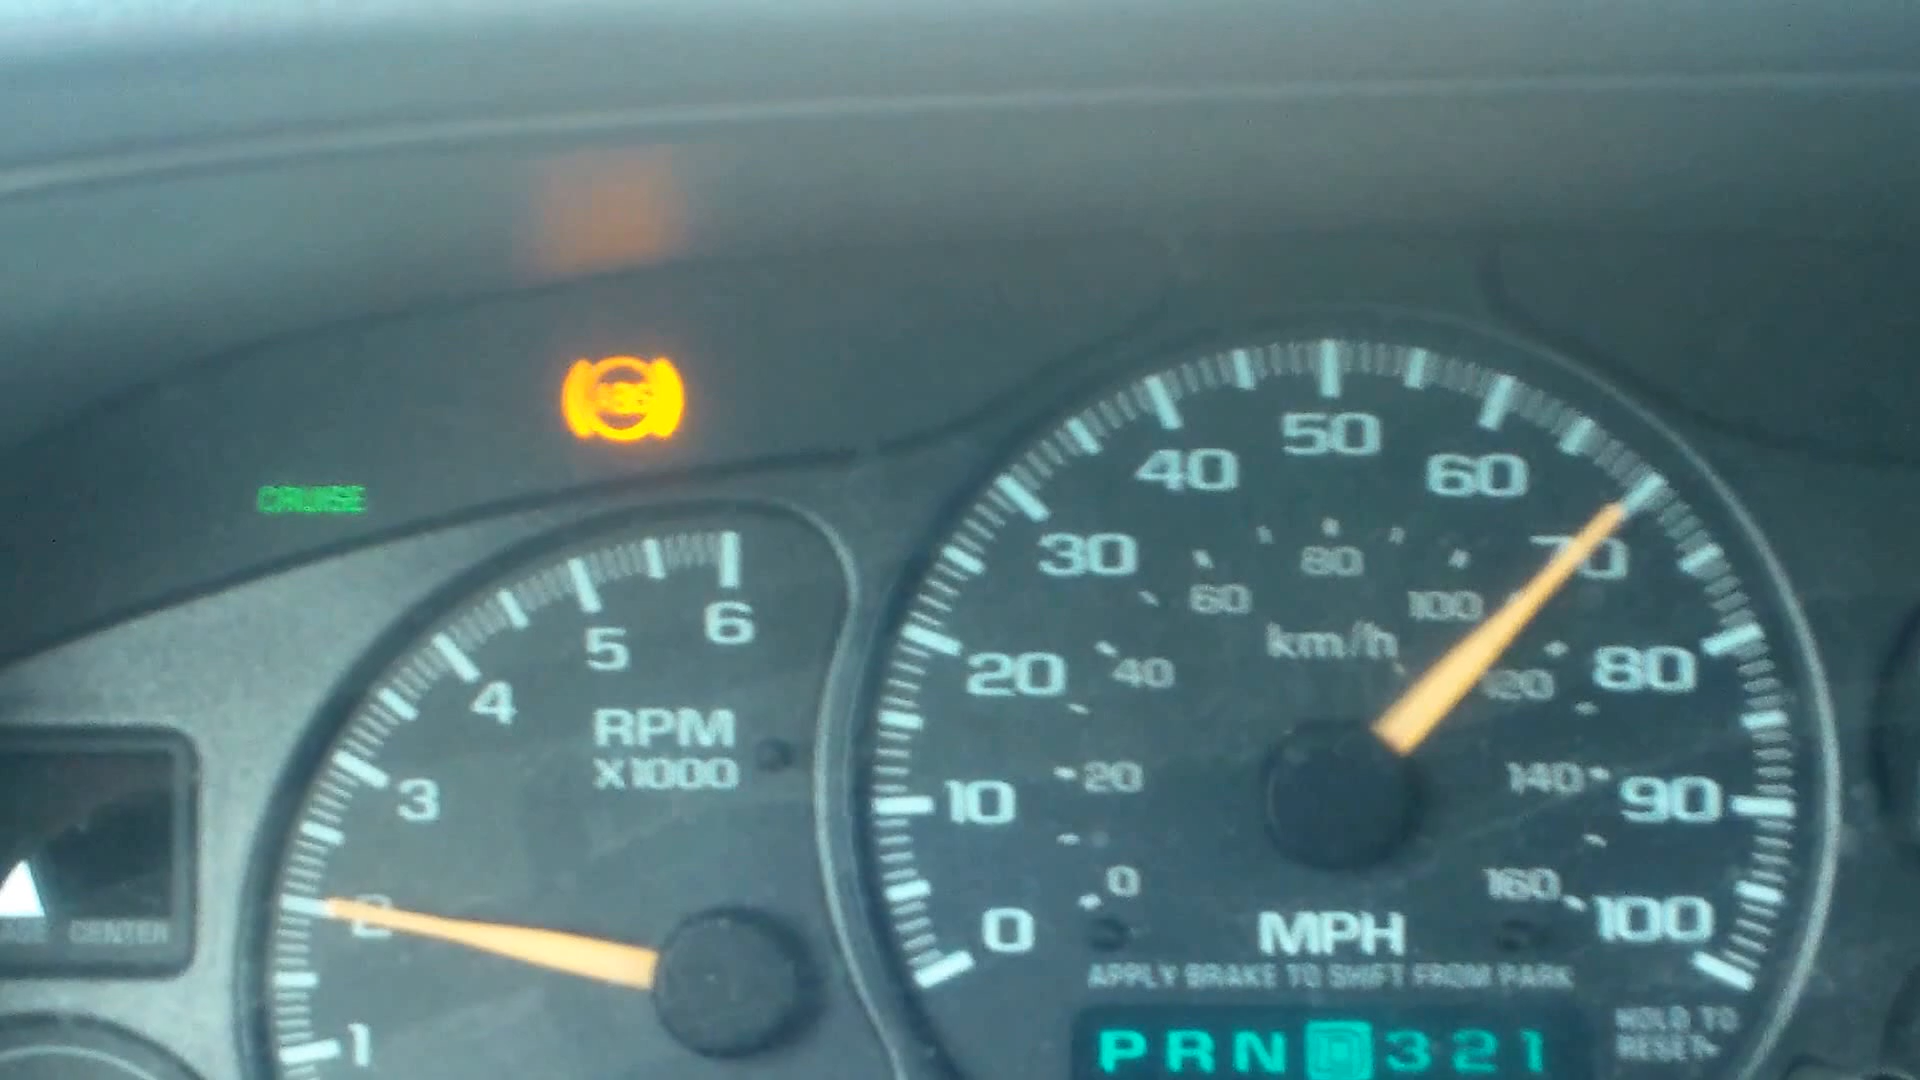 ABS
CRUISE
1
2
3
4
5
6
RPM
X1000
CENTER
0
10
20
30
40
50
60
70
80
90
100
0
20
40
60
80
100
120
140
160
km/h
MPH
APPLY BRAKE TO SHIFT FROM PARK
PRND321
HOLD TO
RESET